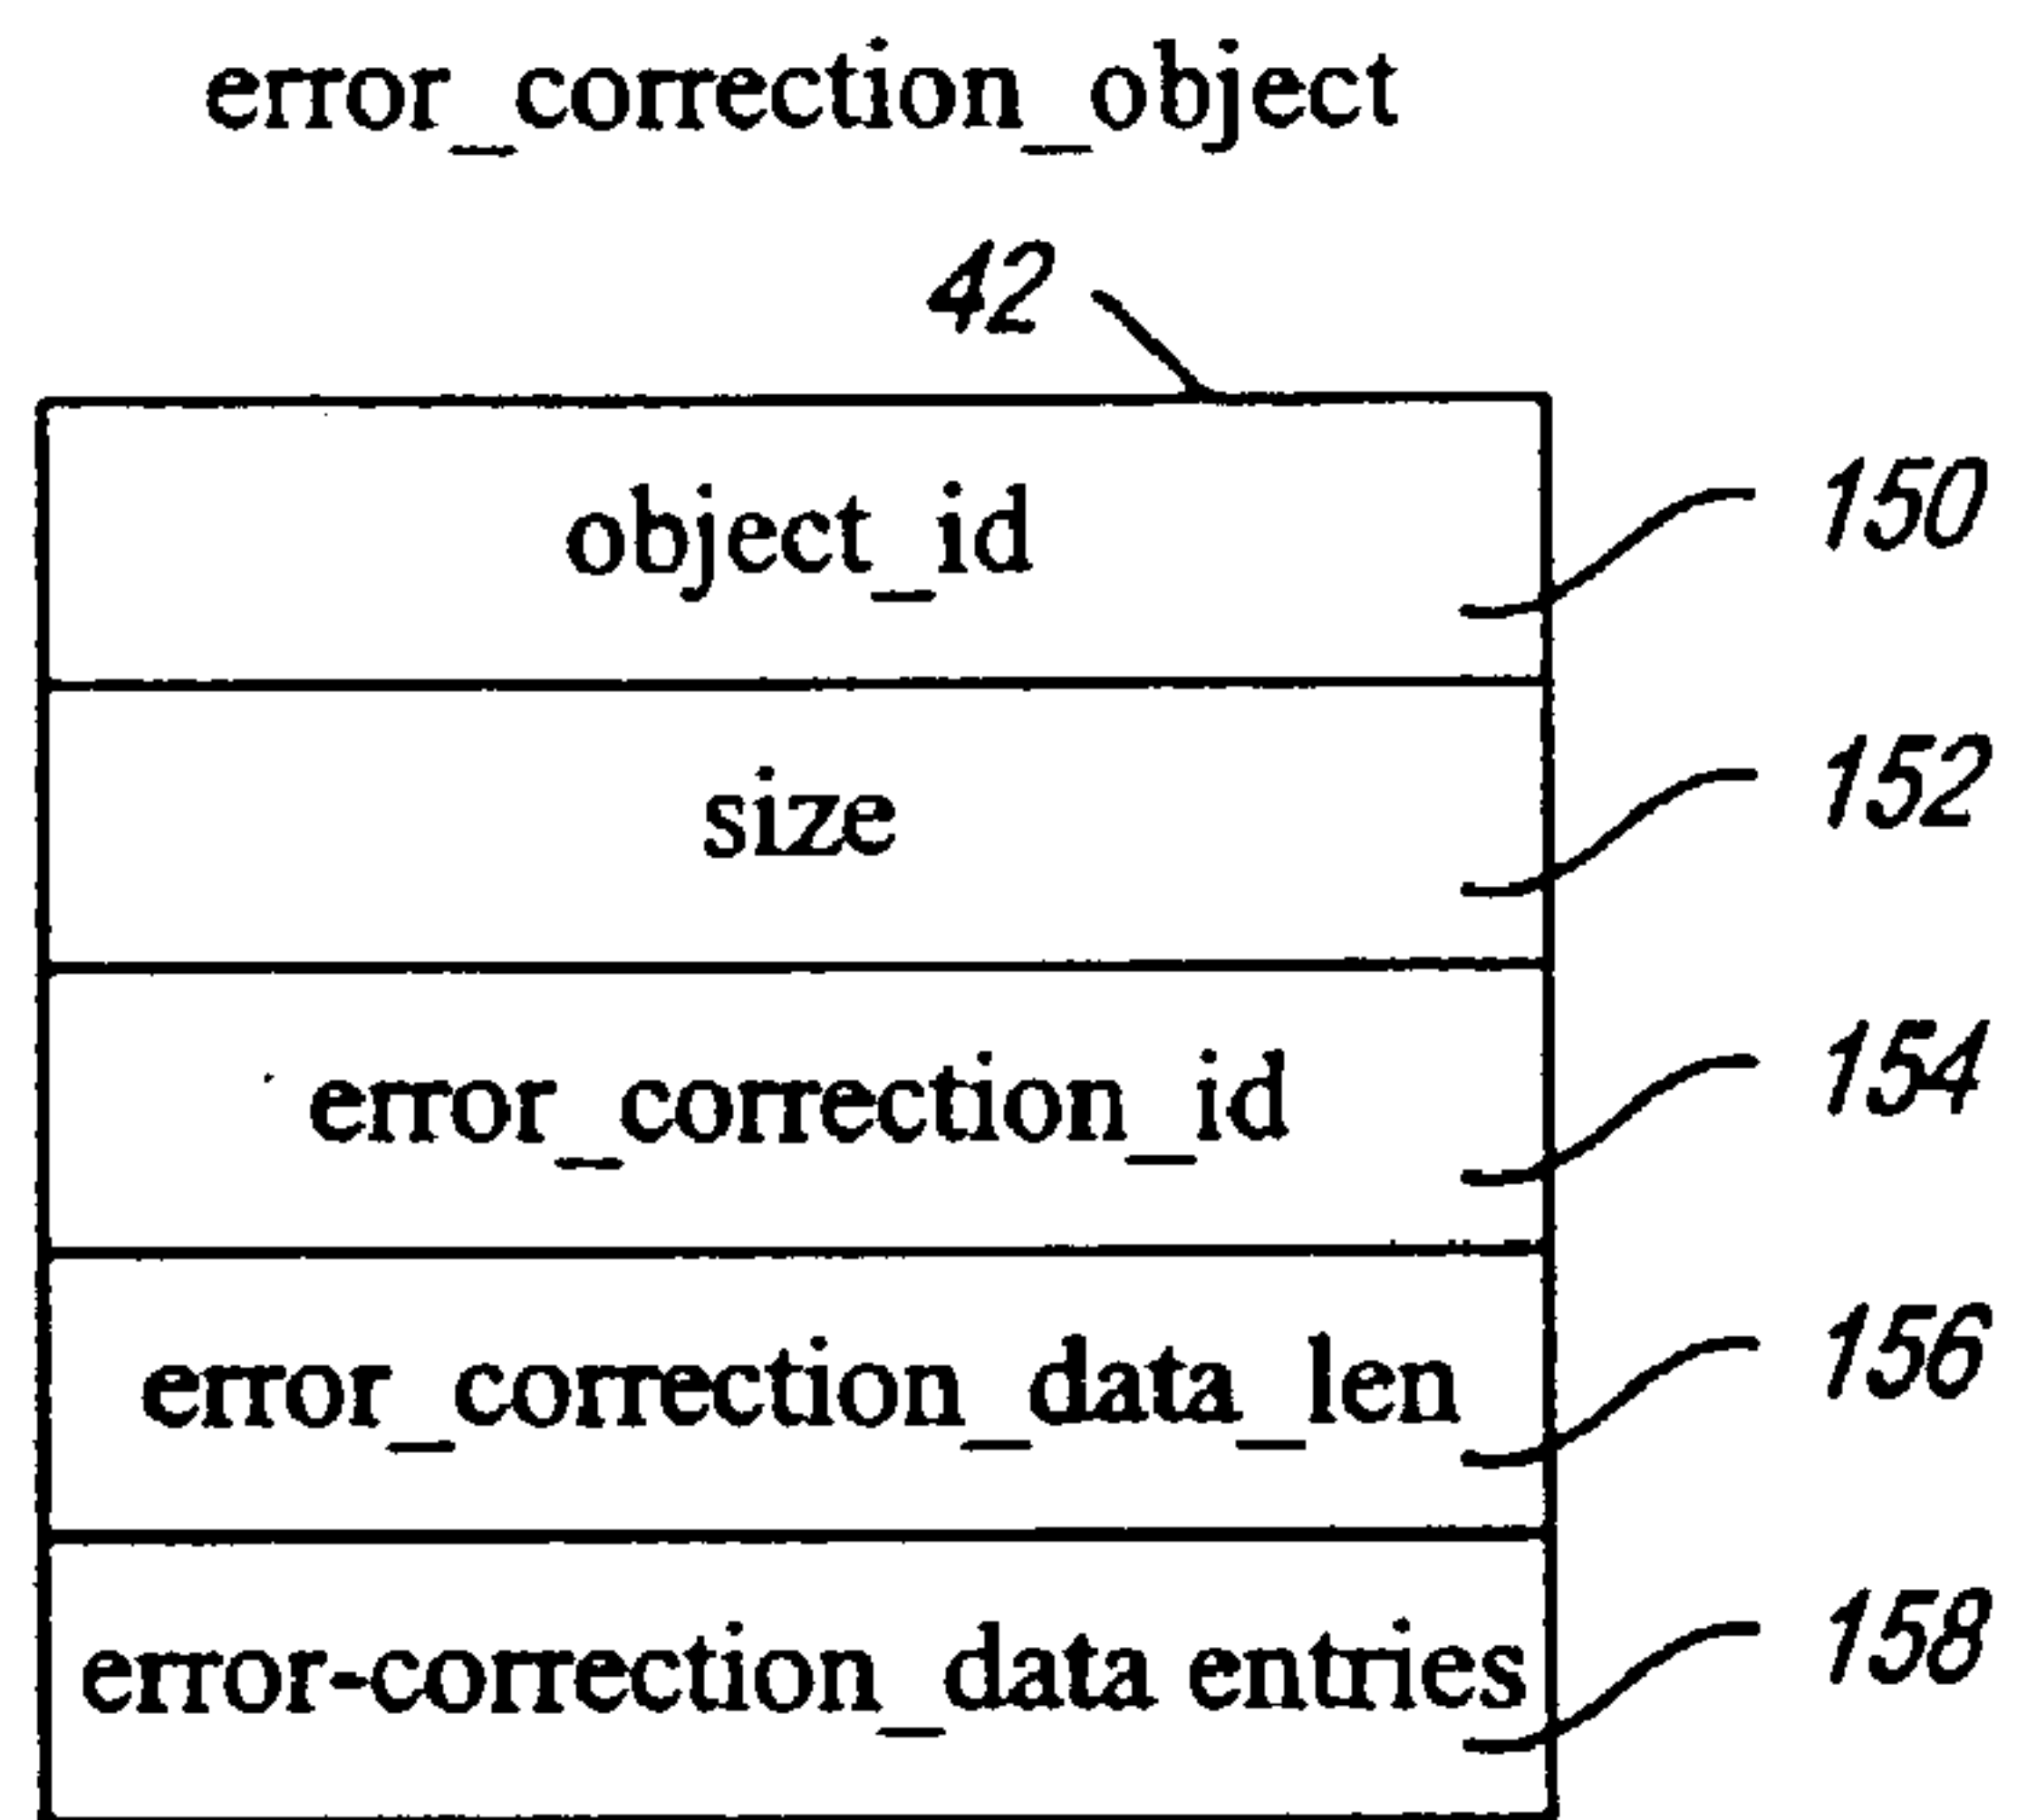 error_correction_object
42
object_id 150
size 152
error_correction_id 154
error_correction_data_len 156
error-correction_data entries 158